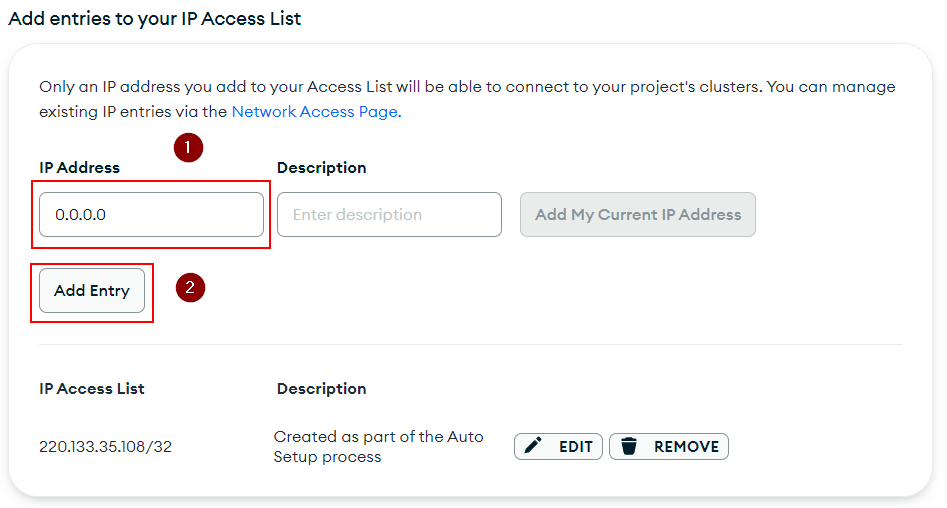 Add entries to your IP Access List
Only an IP address you add to your Access List will be able to connect to your project's clusters. You can manage
existing IP entries via the Network Access Page.
1
IP Address Description
0.0.0.0 Enter description Add My Current IP Address
Add Entry 2
IP Access List Description
220.133.35.108/32 Created as part of the Auto
Setup process EDIT REMOVE